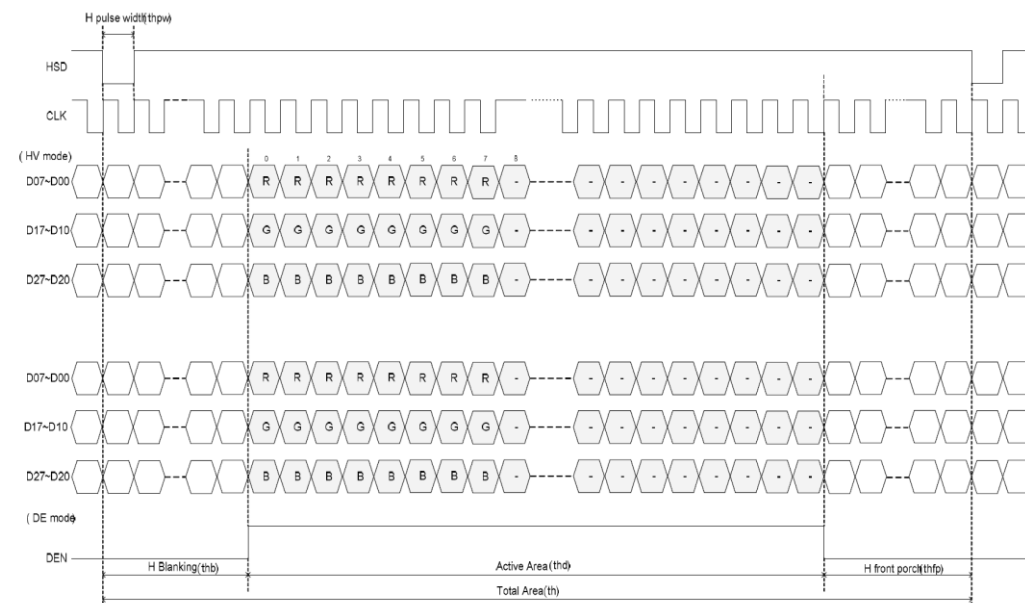 H pulse width(thpw)
HSD
CLK
( HV mode)
0 1 2 3 4 5 6 7 8
D07~D00 R R R R R R R R - - - - - - - - -
D17~D10 G G G G G G G G - - - - - - - - -
D27~D20 B B B B B B B B - - - - - - - - -
D07~D00 R R R R R R R R - - - - - - - - -
D17~D10 G G G G G G G G - - - - - - - - -
D27~D20 B B B B B B B B - - - - - - - - -
( DE mode)
DEN
H Blanking(thb) Active Area(thd) H front porch(thfp)
Total Area(th)